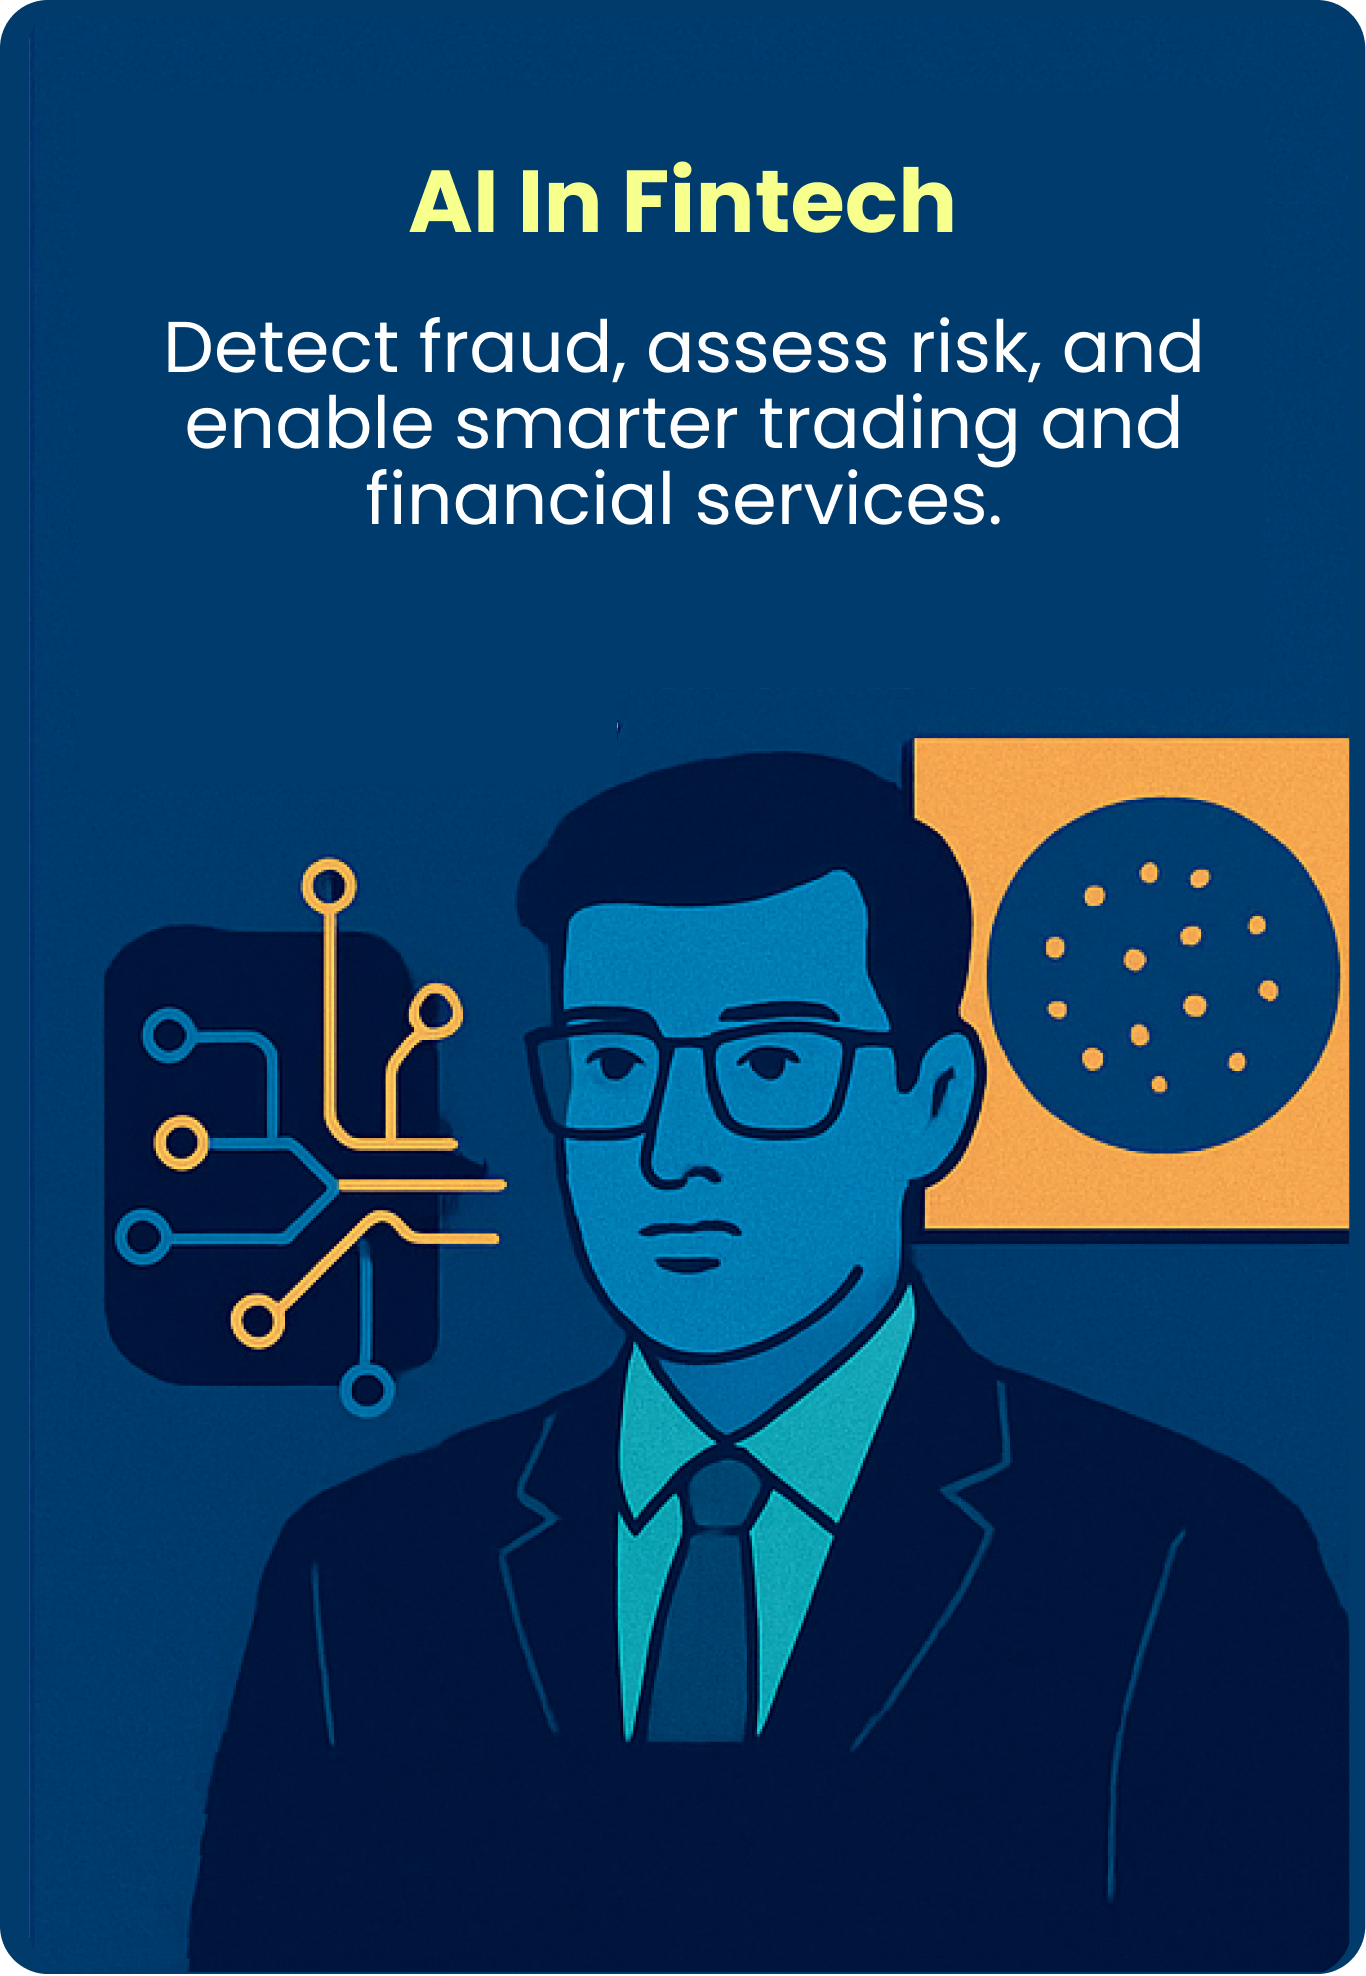 AI In Fintech
Detect fraud, assess risk, and
enable smarter trading and
financial services.